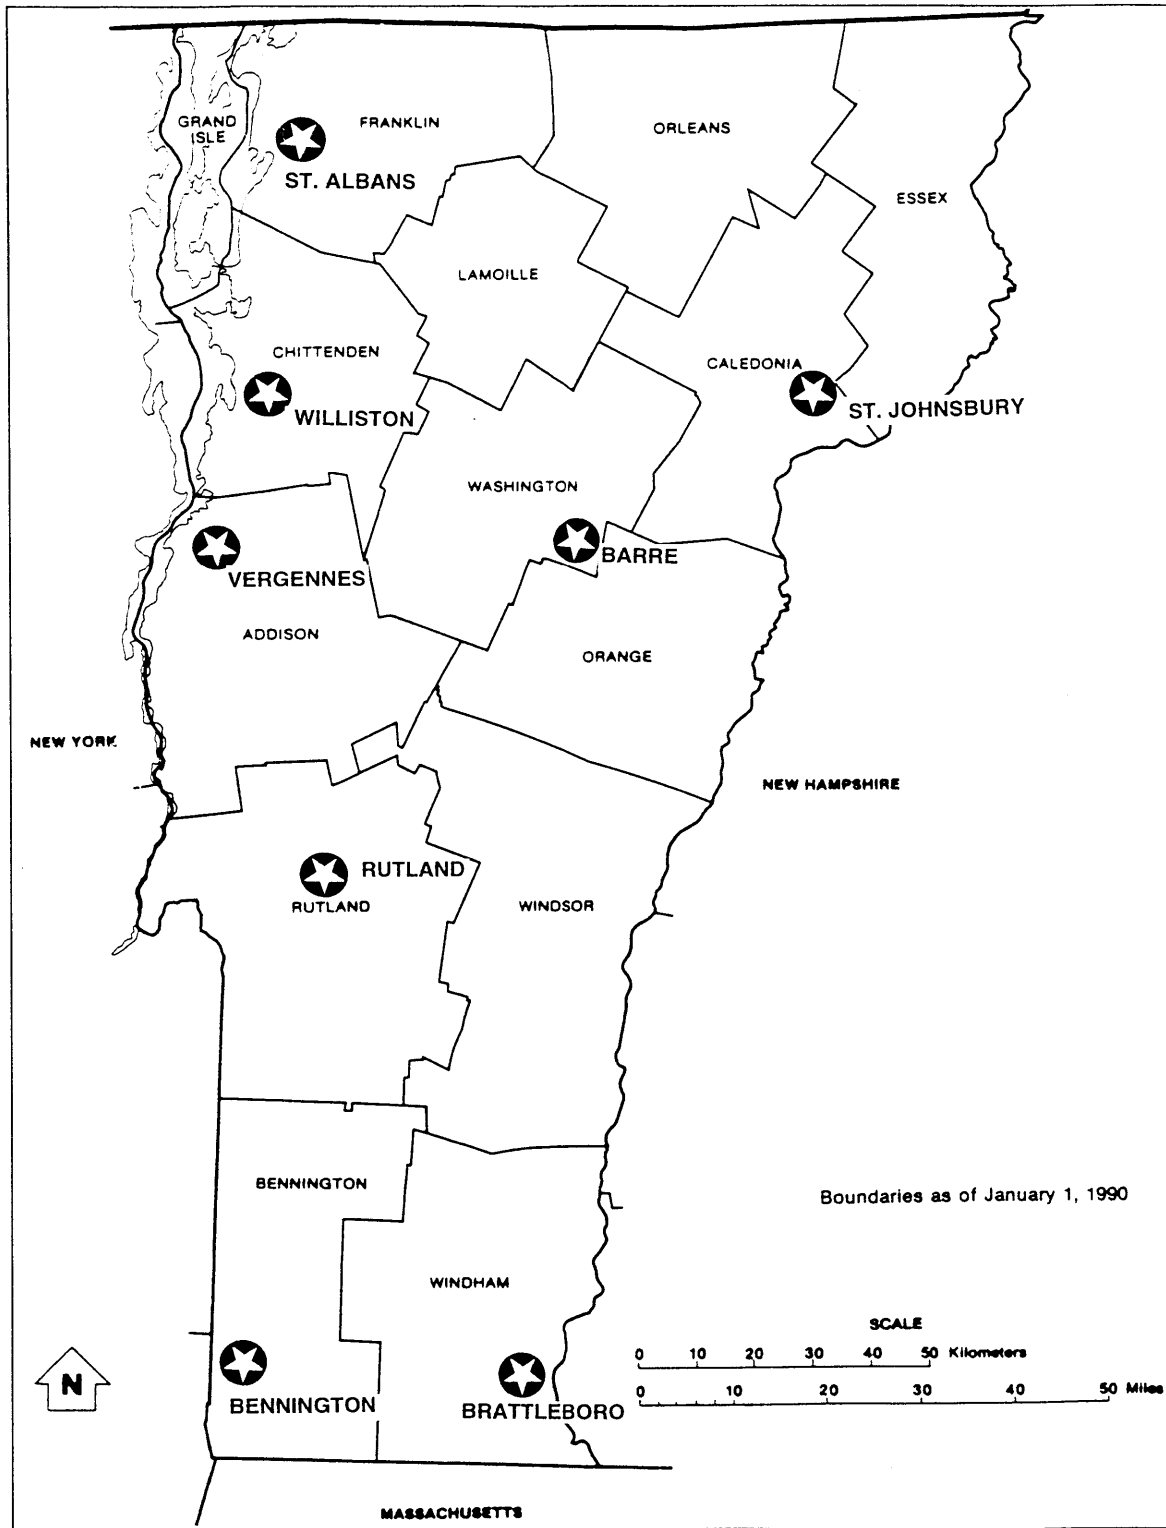 GRAND
ISLE
FRANKLIN
ORLEANS
ST. ALBANS
ESSEX
LAMOILLE
CHITTENDEN
CALEDONIA
WILLISTON
ST. JOHNSBURY
WASHINGTON
BARRE
VERGENNES
ADDISON
ORANGE
NEW YORK
NEW HAMPSHIRE
RUTLAND
RUTLAND
WINDSOR
BENNINGTON
Boundaries as of January 1, 1990
WINDHAM
SCALE
0 10 20 30 40 50 Kilometers
0 10 20 30 40 50 Miles
N
BENNINGTON
BRATTLEBORO
MASSACHUSETTS